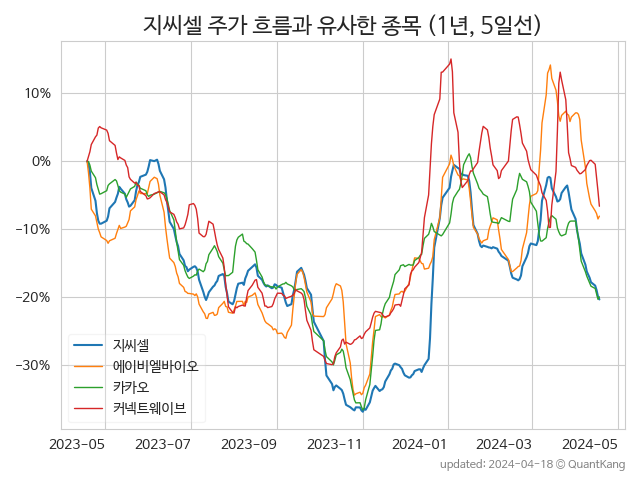 지씨셀 주가 흐름과 유사한 종목 (1년, 5일선)
10%
0%
−10%
−20%
−30%
지씨셀
에이비엘바이오
카카오
커넥트웨이브
2023-05 2023-07 2023-09 2023-11 2024-01 2024-03 2024-05
updated: 2024-04-18 © QuantKang